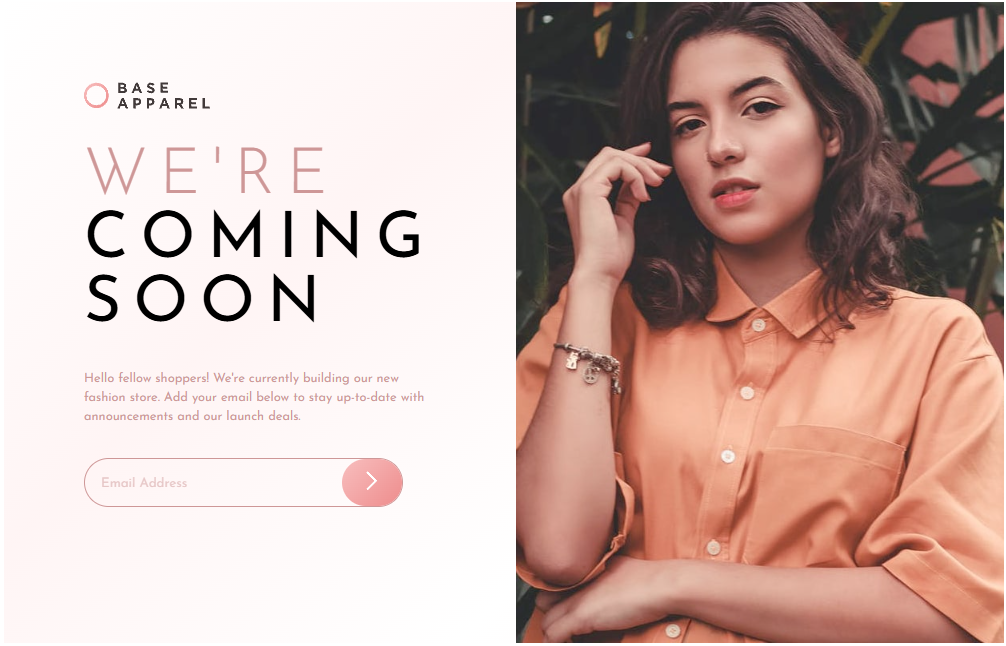 BASE
APPAREL
WE'RE
COMING
SOON
Hello fellow shoppers! We're currently building our new
fashion store. Add your email below to stay up-to-date with
announcements and our launch deals.
Email Address